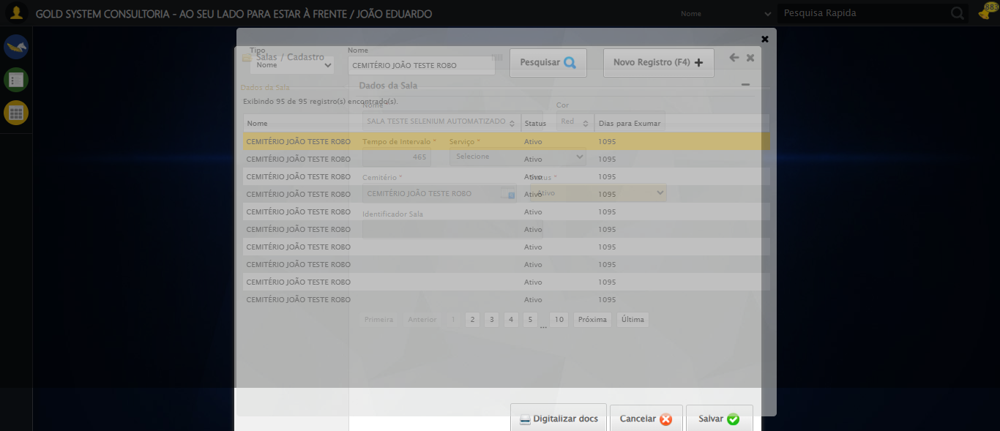 GOLD SYSTEM CONSULTORIA - AO SEU LADO PARA ESTAR À FRENTE / JOÃO EDUARDO
Nome
Pesquisa Rapida
883
Tipo
Nome
Salas / Cadastro
Nome
CEMITÉRIO JOÃO TESTE ROBO
Pesquisar
Novo Registro (F4)
Dados da Sala
Dados da Sala
Exibindo 95 de 95 registro(s) encontrado(s).
Nome
Cor
Nome
SALA TESTE SELENIUM AUTOMATIZADO
Status
Red
Dias para Exumar
CEMITÉRIO JOÃO TESTE ROBO Ativo 1095
Tempo de Intervalo * Serviço *
CEMITÉRIO JOÃO TESTE ROBO Ativo 1095
465 Selecione
CEMITÉRIO JOÃO TESTE ROBO Ativo 1095
Cemitério * Status *
CEMITÉRIO JOÃO TESTE ROBO Ativo 1095
CEMITÉRIO JOÃO TESTE ROBO Ativo
CEMITÉRIO JOÃO TESTE ROBO Ativo 1095
Identificador Sala
CEMITÉRIO JOÃO TESTE ROBO Ativo 1095
CEMITÉRIO JOÃO TESTE ROBO Ativo 1095
CEMITÉRIO JOÃO TESTE ROBO Ativo 1095
CEMITÉRIO JOÃO TESTE ROBO Ativo 1095
CEMITÉRIO JOÃO TESTE ROBO Ativo 1095
Primeira Anterior 1 2 3 4 5 ... 10 Próxima Última
Digitalizar docs Cancelar Salvar